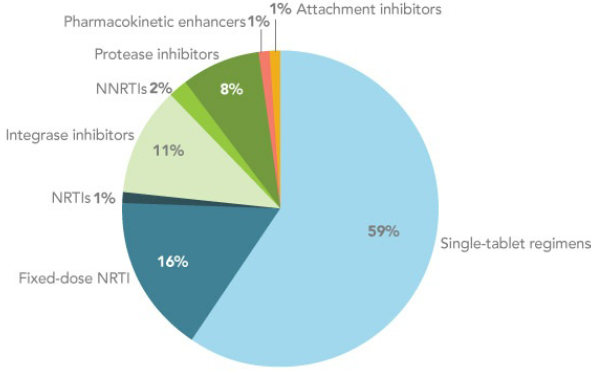 1% Attachment inhibitors
Pharmacokinetic enhancers 1%
Protease inhibitors
8%
NNRTIs 2%
Integrase inhibitors
11%
NRTIs 1%
59%
Single-tablet regimens
16%
Fixed-dose NRTI